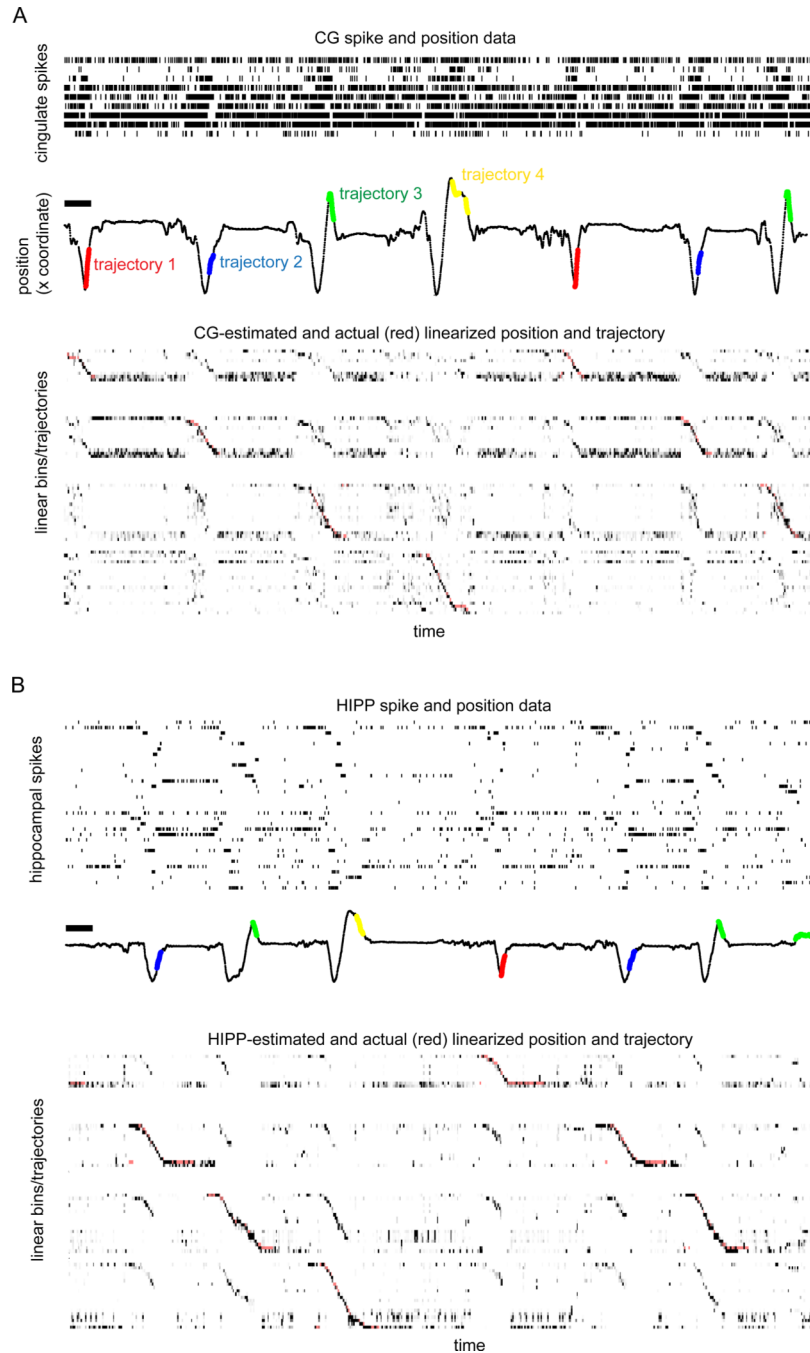 A
CG spike and position data
cingulate spikes
position
(x coordinate)
trajectory 1
trajectory 2
trajectory 3
trajectory 4
CG-estimated and actual (red) linearized position and trajectory
linear bins/trajectories
time
B
HIPP spike and position data
hippocampal spikes
HIPP-estimated and actual (red) linearized position and trajectory
linear bins/trajectories
time